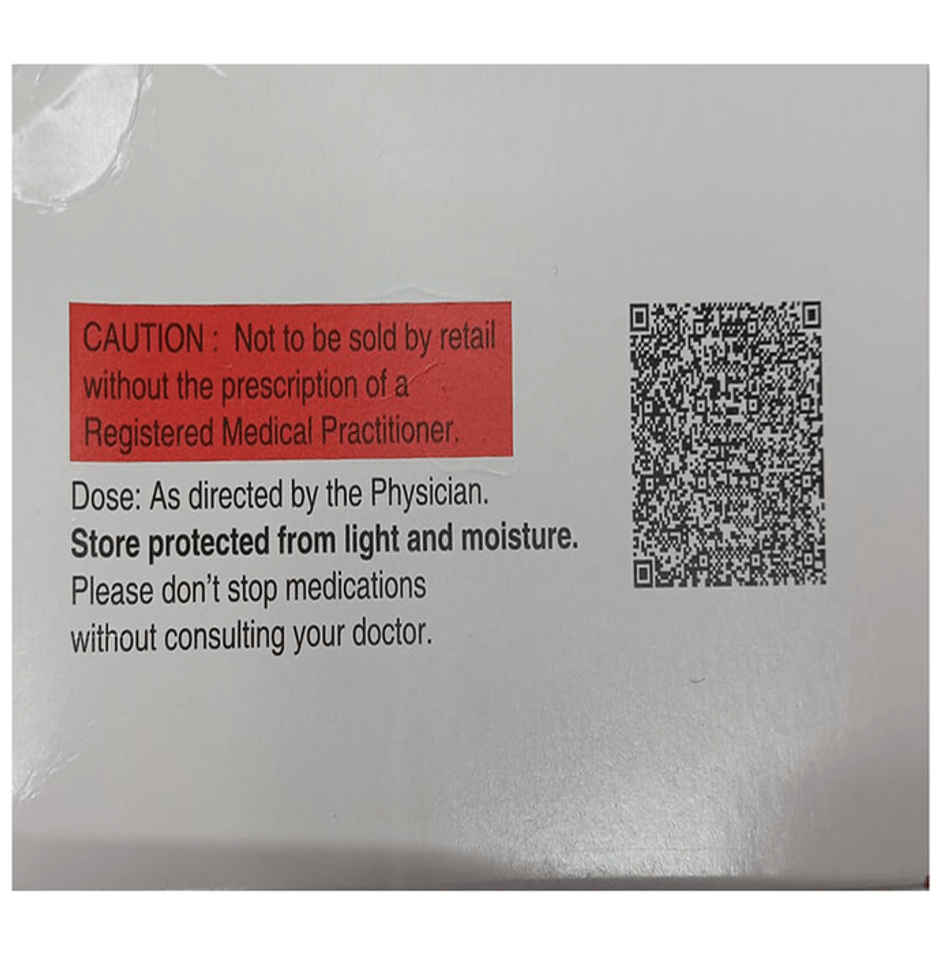 CAUTION : Not to be sold by retail
without the prescription of a
Registered Medical Practitioner.
Dose: As directed by the Physician.
Store protected from light and moisture.
Please don't stop medications
without consulting your doctor.